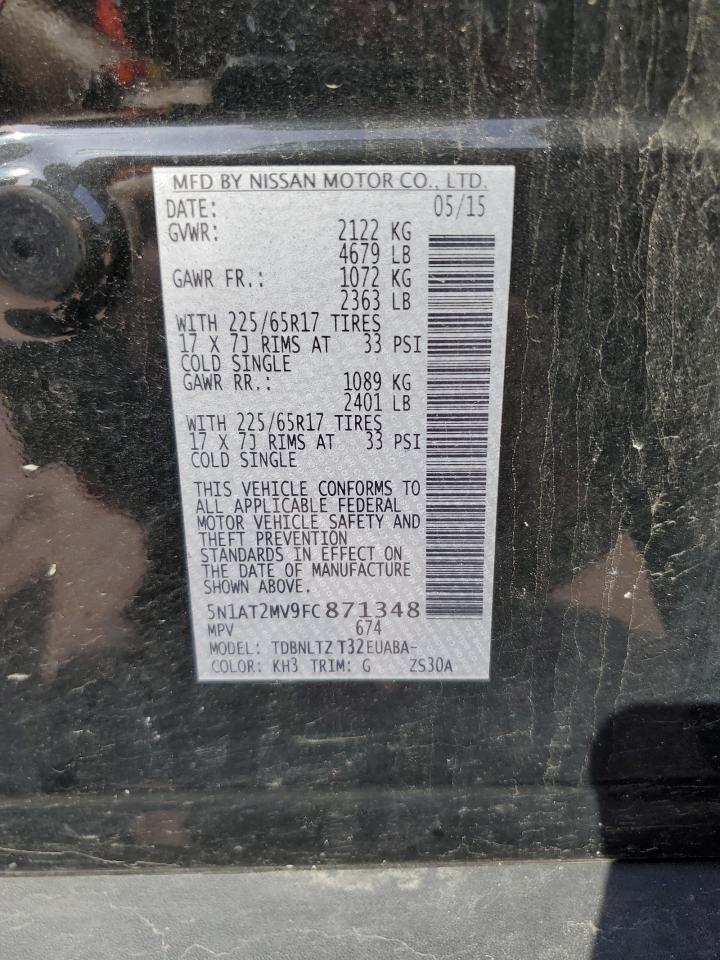 MFD BY NISSAN MOTOR CO., LTD.
DATE: 05/15
GVWR: 2122 KG
4679 LB
GAWR FR.: 1072 KG
2363 LB
WITH 225/65R17 TIRES
17 X 7J RIMS AT 33 PSI
COLD SINGLE
GAWR RR.: 1089 KG
2401 LB
WITH 225/65R17 TIRES
17 X 7J RIMS AT 33 PSI
COLD SINGLE
THIS VEHICLE CONFORMS TO
ALL APPLICABLE FEDERAL
MOTOR VEHICLE SAFETY AND
THEFT PREVENTION
STANDARDS IN EFFECT ON
THE DATE OF MANUFACTURE
SHOWN ABOVE.
5N1AT2MV9FC871348
MPV 674
MODEL: TDBNLTZ T32EUABA-
COLOR: KH3 TRIM: G ZS30A